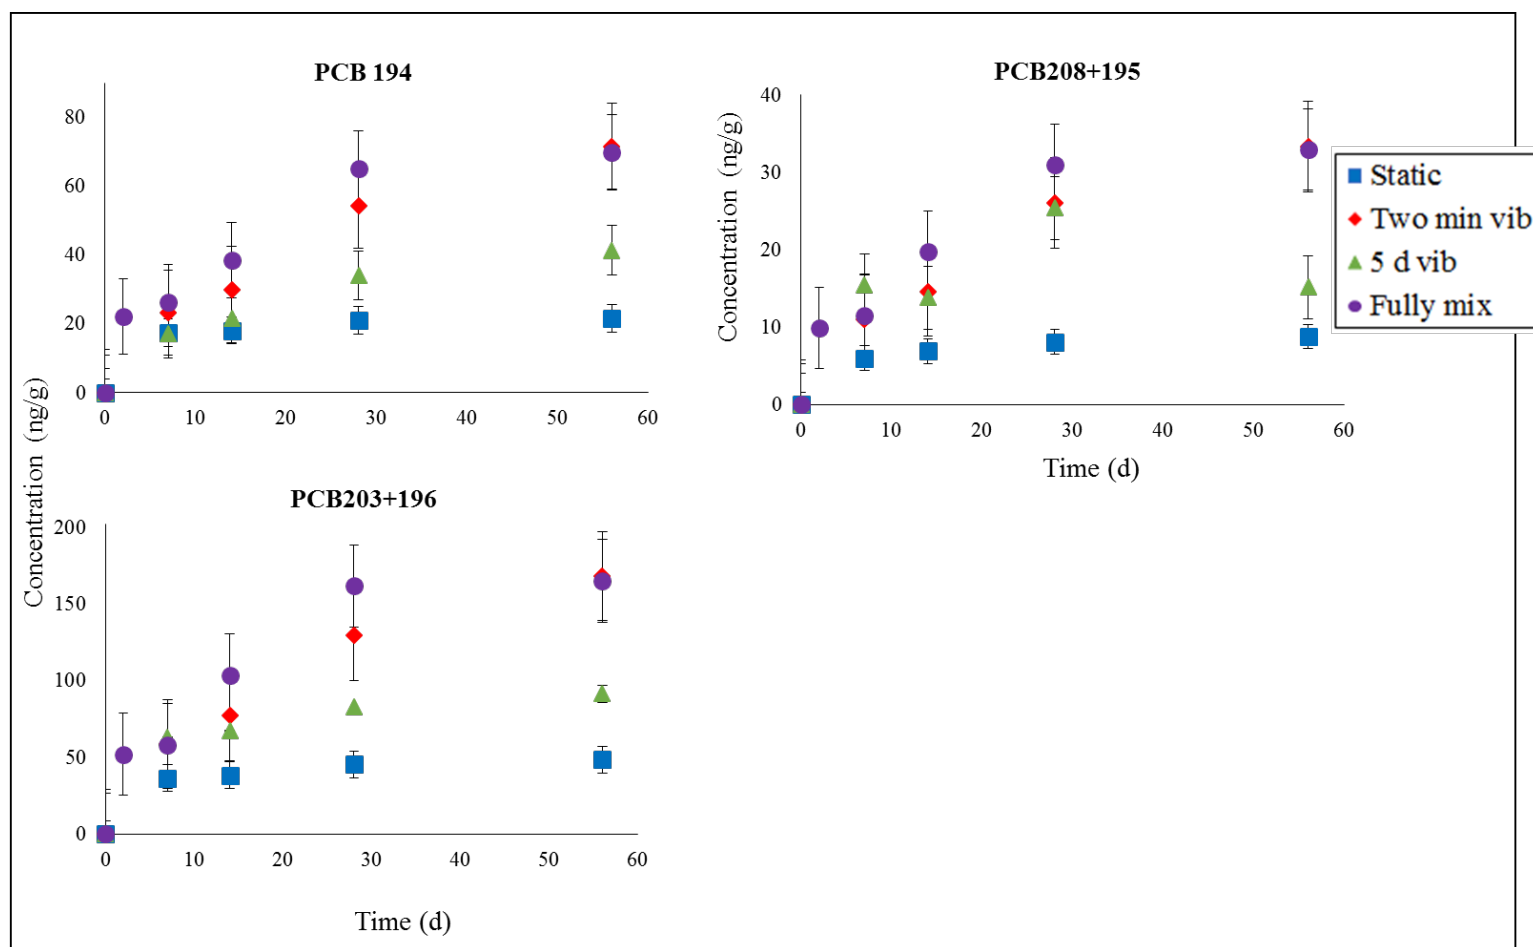 PCB 194
80
60
40
20
0
0 10 20 30 40 50 60
Concentration (ng/g)
PCB208+195
40
30
20
10
0
0 10 20 30 40 50 60
Concentration (ng/g)
Time (d)
Static
Two min vib
5 d vib
Fully mix
PCB203+196
200
150
100
50
0
0 10 20 30 40 50 60
Time (d)